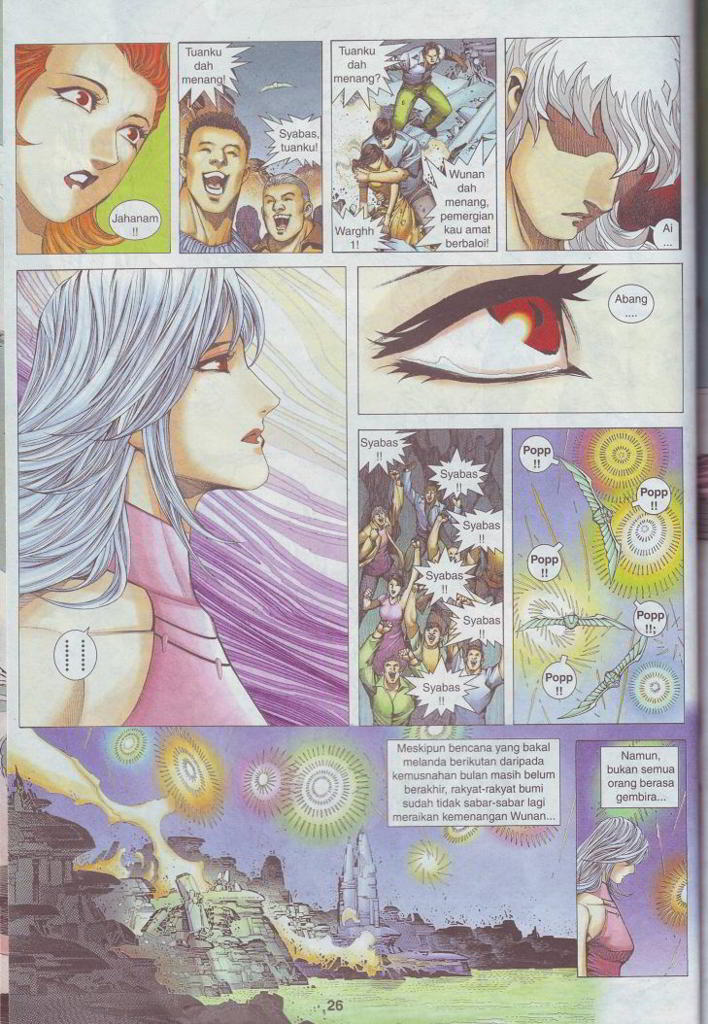 Jahanam
!!
Tuanku
dah
menang!
Syabas,
tuanku!
Tuanku
dah
menang?
Wunan
dah
menang,
pemergian
kau amat
berbaloi!
Warghh
1!
Ai
...
Abang
....
Syabas
!!
Syabas
!!
Syabas
!!
Syabas
!!
Syabas
!!
Syabas
!!
Popp
!!
Popp
!!
Popp
!!
Popp
!!;
Popp
!!
Meskipun bencana yang bakal
melanda berikutan daripada
kemusnahan bulan masih belum
berakhir, rakyat-rakyat bumi
sudah tidak sabar-sabar lagi
meraikan kemenangan Wunan...
Namun,
bukan semua
orang berasa
gembira...
26